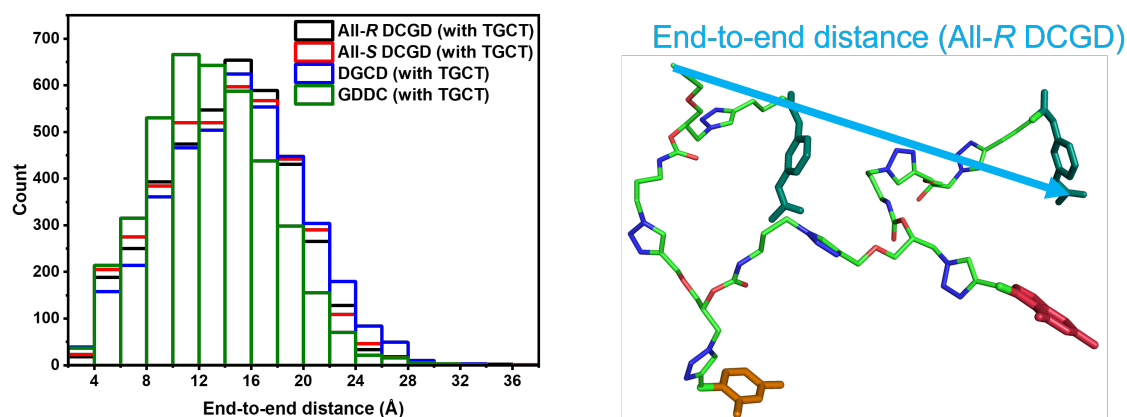 End-to-end distance (All-R DCGD)
All-R DCGD (with TGCT)
All-S DCGD (with TGCT)
DGCD (with TGCT)
GDDC (with TGCT)
Count
700
600
500
400
300
200
100
0
4 8 12 16 20 24 28 32 36
End-to-end distance (Å)